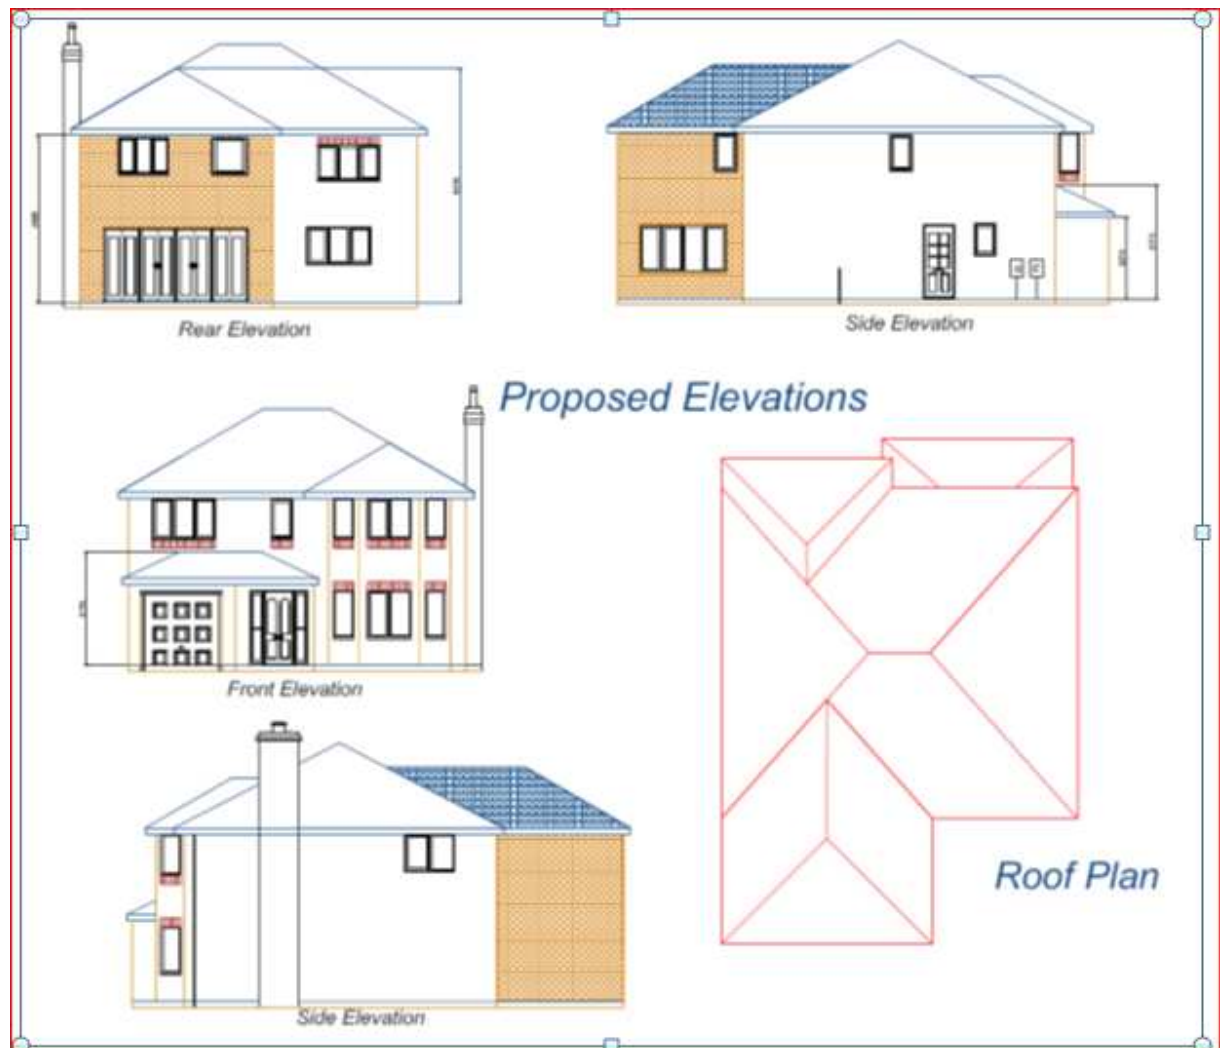 Rear Elevation
Side Elevation
Proposed Elevations
Front Elevation
Roof Plan
Side Elevation